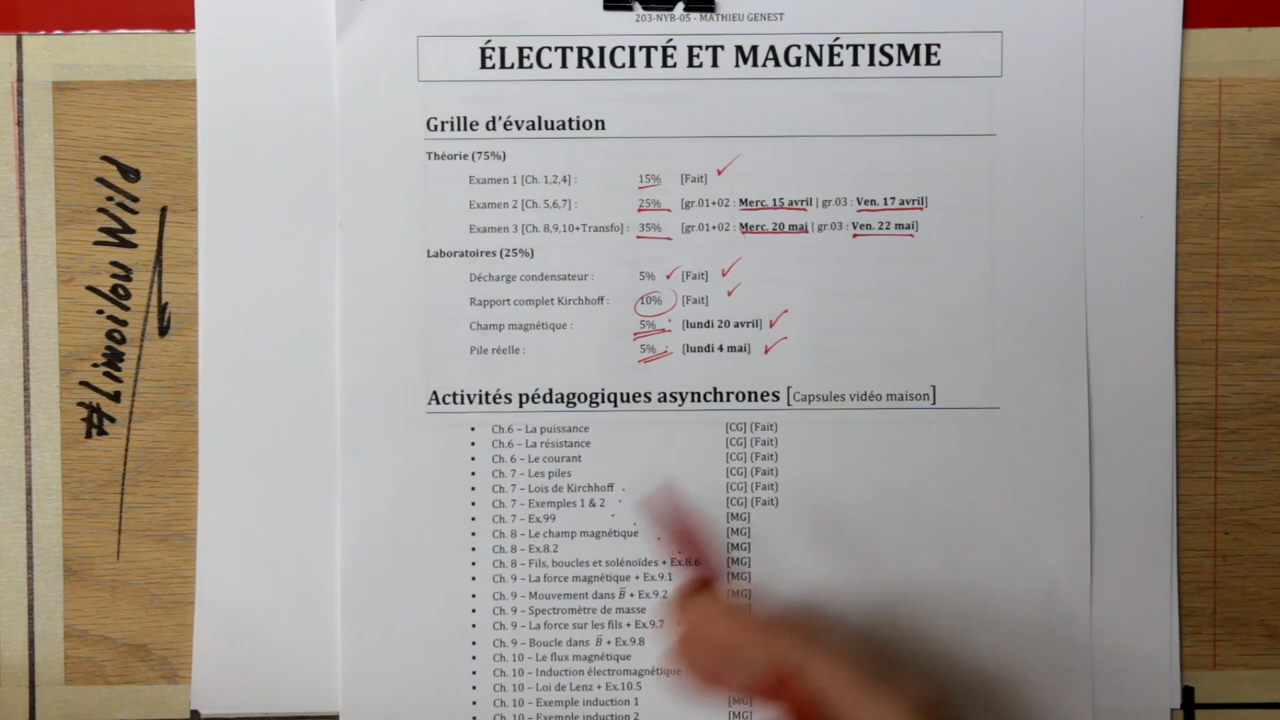 203-NYB-05 - MATHIEU GENEST
ÉLECTRICITÉ ET MAGNÉTISME
Grille d'évaluation
Théorie (75%)
Examen 1 [Ch. 1,2,4] : 15% [Fait]
Examen 2 [Ch. 5,6,7] : 25% [gr.01+02 : Merc. 15 avril | gr.03 : Ven. 17 avril]
Examen 3 [Ch. 8,9,10+Transfo] : 35% [gr.01+02 : Merc. 20 mai | gr.03 : Ven. 22 mai]
Laboratoires (25%)
Décharge condensateur : 5% [Fait]
Rapport complet Kirchhoff : 10% [Fait]
Champ magnétique : 5% [lundi 20 avril]
Pile réelle : 5% [lundi 4 mai]
Activités pédagogiques asynchrones [Capsules vidéo maison]
▪ Ch.6 – La puissance [CG] (Fait)
▪ Ch.6 – La résistance [CG] (Fait)
▪ Ch. 6 – Le courant [CG] (Fait)
▪ Ch. 7 – Les piles [CG] (Fait)
▪ Ch. 7 – Lois de Kirchhoff [CG] (Fait)
▪ Ch. 7 – Exemples 1 & 2 [CG] (Fait)
▪ Ch. 7 – Ex.99 [MG]
▪ Ch. 8 – Le champ magnétique [MG]
▪ Ch. 8 – Ex.8.2 [MG]
▪ Ch. 8 – Fils, boucles et solénoïdes + Ex.8.6 [MG]
▪ Ch. 9 – La force magnétique + Ex.9.1 [MG]
▪ Ch. 9 – Mouvement dans B⃗ + Ex.9.2 [MG]
▪ Ch. 9 – Spectromètre de masse
▪ Ch. 9 – La force sur les fils + Ex.9.7
▪ Ch. 9 – Boucle dans B⃗ + Ex.9.8
▪ Ch. 10 – Le flux magnétique
▪ Ch. 10 – Induction électromagnétique
▪ Ch. 10 – Loi de Lenz + Ex.10.5
▪ Ch. 10 – Exemple induction 1 [MG]
▪ Ch. 10 – Exemple induction 2 [MG]
#Limoilou Wild